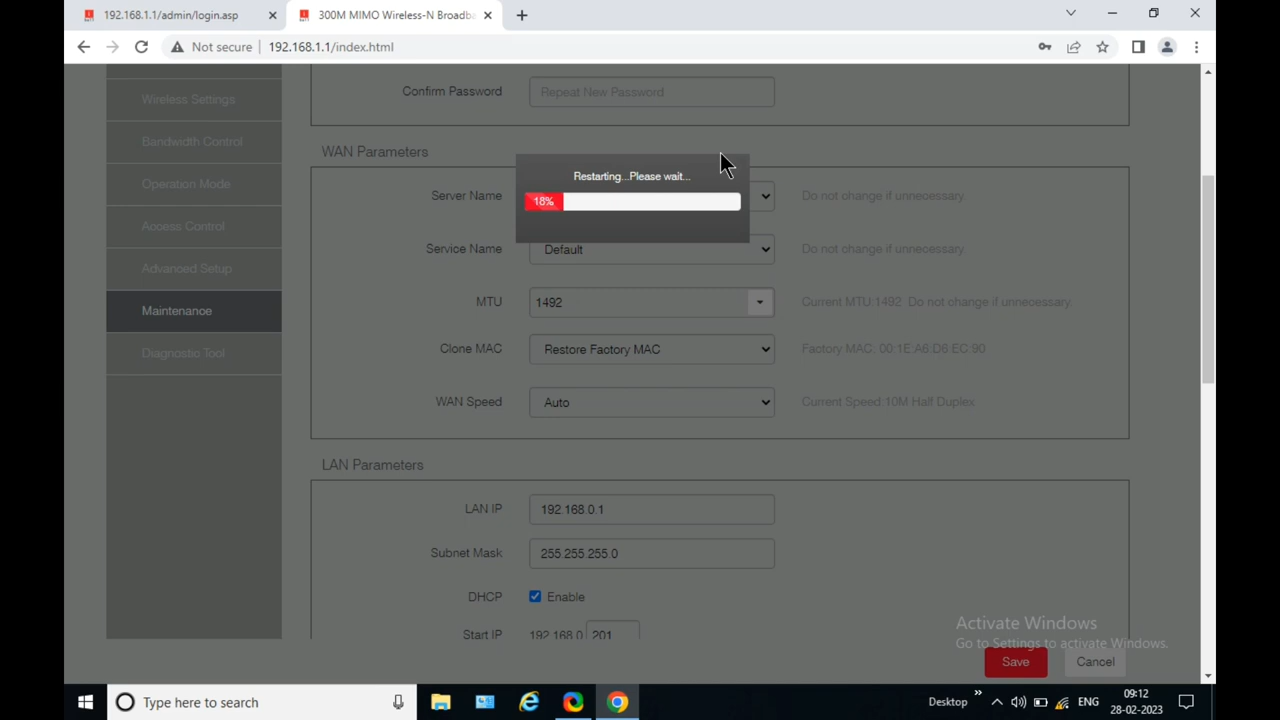 192.168.1.1/admin/login.asp
300M MIMO Wireless-N Broadba
Not secure
192.168.1.1/index.html
Wireless Settings
Bandwidth Control
Operation Mode
Access Control
Advanced Setup
Maintenance
Diagnostic Tool
Confirm Password
Repeat New Password
WAN Parameters
Restarting...Please wait...
18%
Server Name
Do not change if unnecessary.
Service Name
Default
Do not change if unnecessary.
MTU
1492
Current MTU:1492 Do not change if unnecessary.
Clone MAC
Restore Factory MAC
Factory MAC: 00:1E:A6:D6:EC:90
WAN Speed
Auto
Current Speed:10M Half Duplex
LAN Parameters
LAN IP
192.168.0.1
Subnet Mask
255.255.255.0
DHCP
Enable
Start IP
192.168.0.
201
Activate Windows
Go to Settings to activate Windows.
Save
Cancel
Type here to search
Desktop
ENG
09:12
28-02-2023